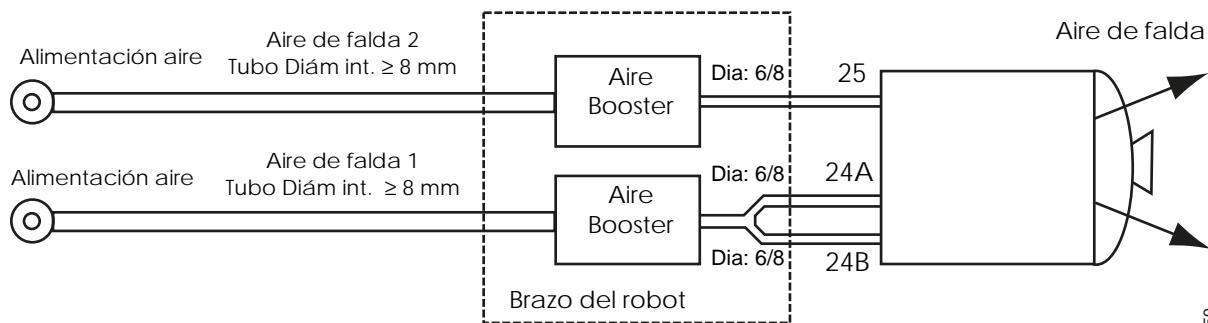 Alimentación aire
Aire de falda 2
Tubo Diám int. ≥ 8 mm
Aire
Booster
Dia: 6/8
25
Aire de falda
Alimentación aire
Aire de falda 1
Tubo Diám int. ≥ 8 mm
Aire
Booster
Dia: 6/8
24A
Dia: 6/8
24B
Brazo del robot